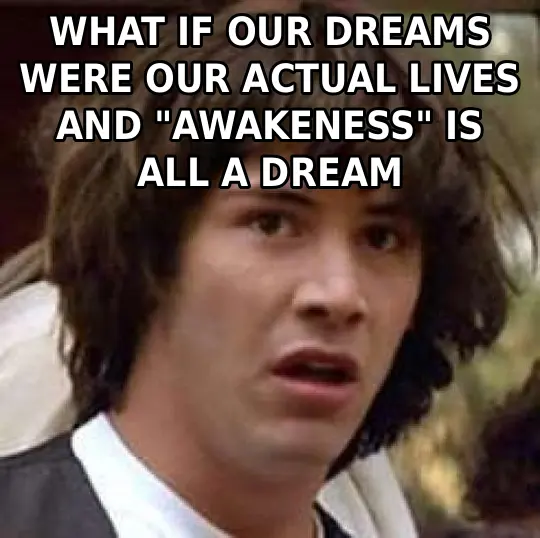 WHAT IF OUR DREAMS
WERE OUR ACTUAL LIVES
AND "AWAKENESS" IS
ALL A DREAM